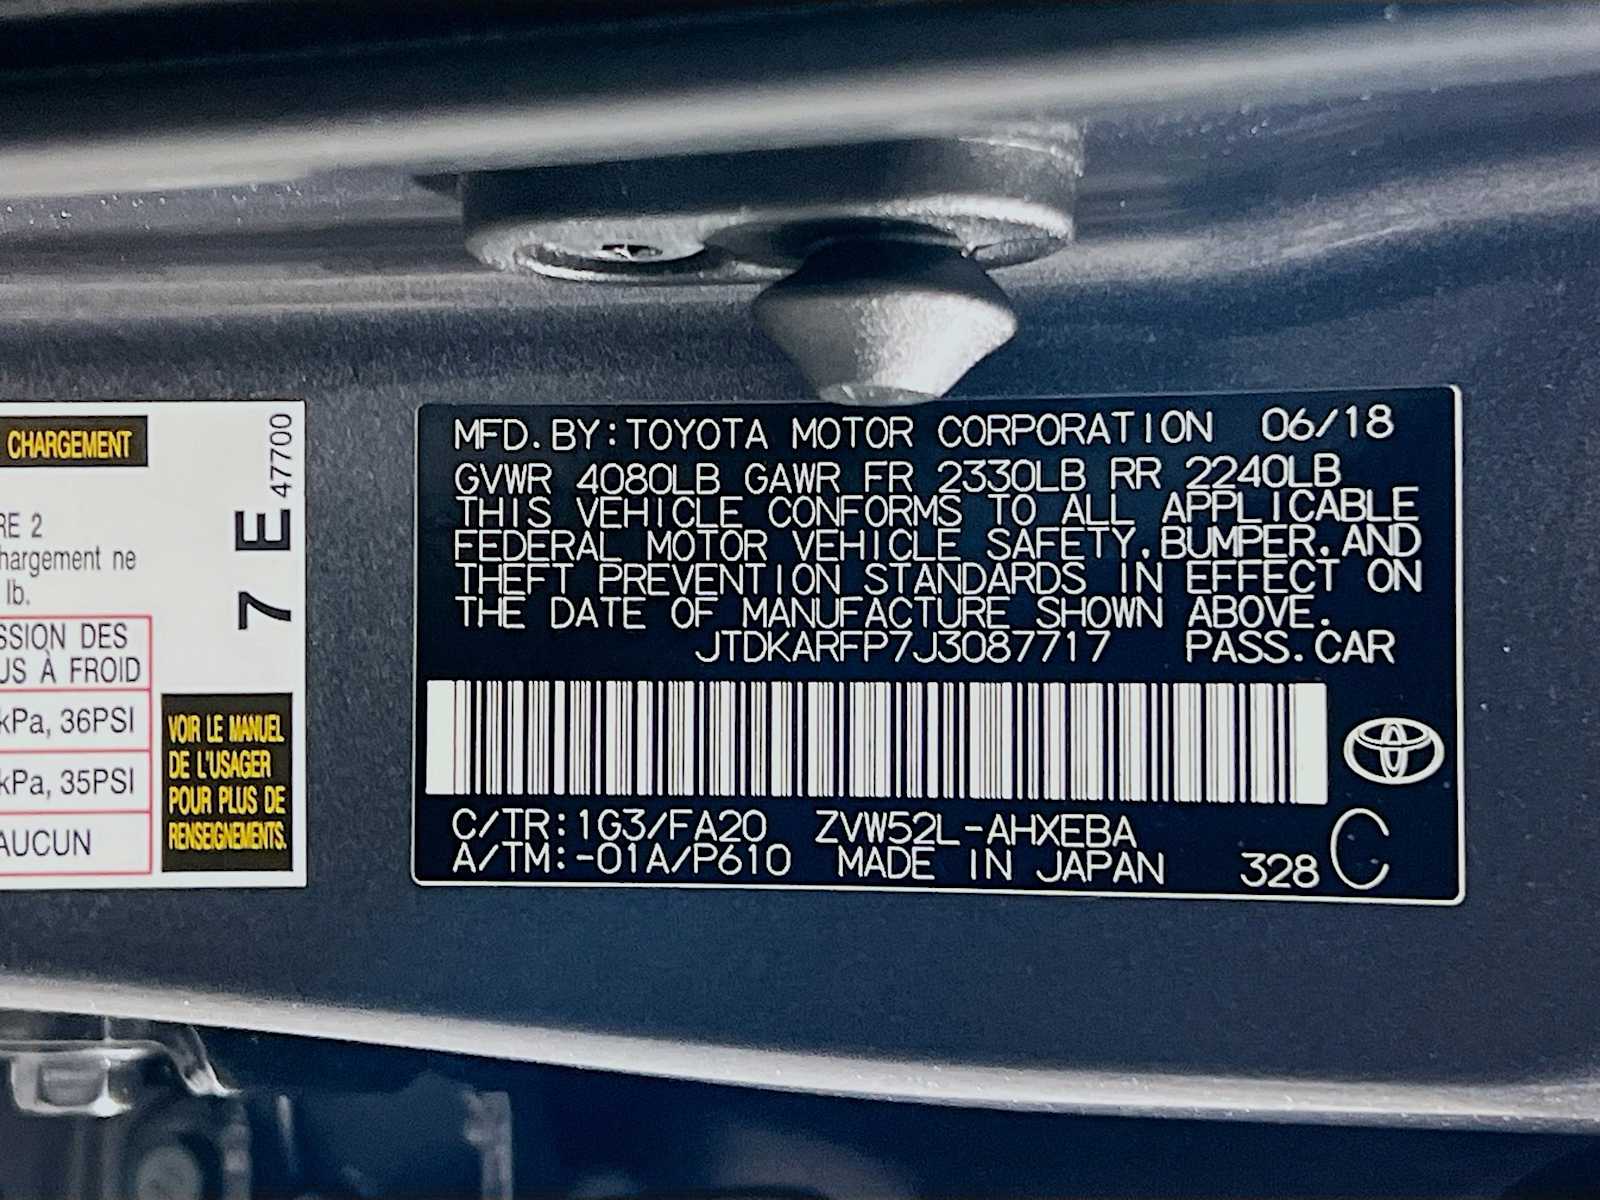 CHARGEMENT
RE 2
hargement ne
lb.
SSION DES
US À FROID
kPa, 36PSI
kPa, 35PSI
AUCUN
7 E 47700
VOIR LE MANUEL
DE L'USAGER
POUR PLUS DE
RENSEIGNEMENTS.
MFD. BY: TOYOTA MOTOR CORPORATION 06/18
GVWR 4080LB GAWR FR 2330LB RR 2240LB
THIS VEHICLE CONFORMS TO ALL APPLICABLE
FEDERAL MOTOR VEHICLE SAFETY, BUMPER, AND
THEFT PREVENTION STANDARDS IN EFFECT ON
THE DATE OF MANUFACTURE SHOWN ABOVE.
JTDKARFP7J3087717 PASS. CAR
C/TR: 1G3/FA20 ZVW52L-AHXEBA
A/TM: -01A/P610 MADE IN JAPAN 328 C